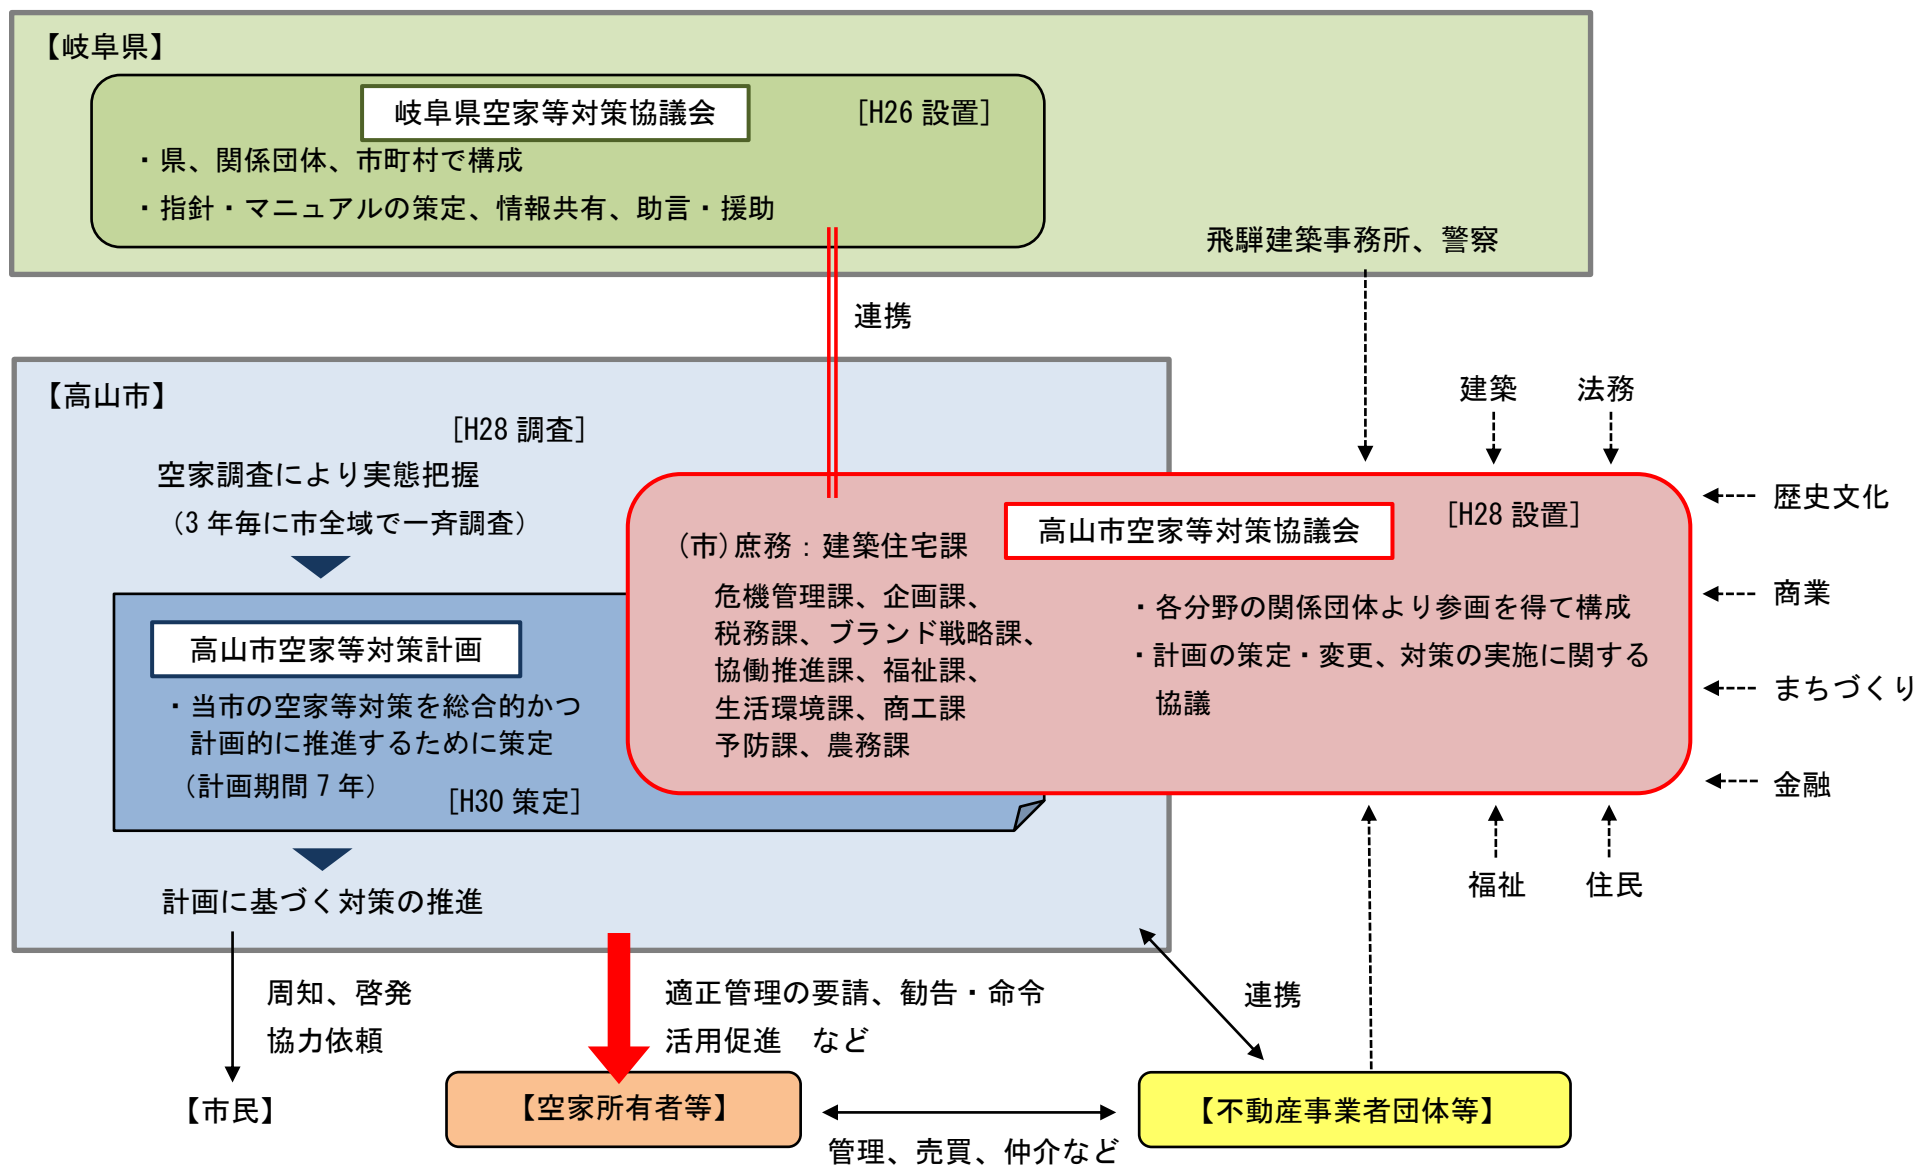 【岐阜県】
岐阜県空家等対策協議会
[H26 設置]
・県、関係団体、市町村で構成
・指針・マニュアルの策定、情報共有、助言・援助
飛騨建築事務所、警察
連携
【高山市】
[H28 調査]
空家調査により実態把握
（3 年毎に市全域で一斉調査）
高山市空家等対策計画
・当市の空家等対策を総合的かつ
計画的に推進するために策定
（計画期間 7 年）
[H30 策定]
計画に基づく対策の推進
高山市空家等対策協議会
[H28 設置]
(市)庶務：建築住宅課
危機管理課、企画課、
税務課、ブランド戦略課、
協働推進課、福祉課、
生活環境課、商工課
予防課、農務課
・各分野の関係団体より参画を得て構成
・計画の策定・変更、対策の実施に関する
協議
建築
法務
歴史文化
商業
まちづくり
金融
福祉
住民
周知、啓発
協力依頼
適正管理の要請、勧告・命令
活用促進　など
連携
【市民】
【空家所有者等】
【不動産事業者団体等】
管理、売買、仲介など